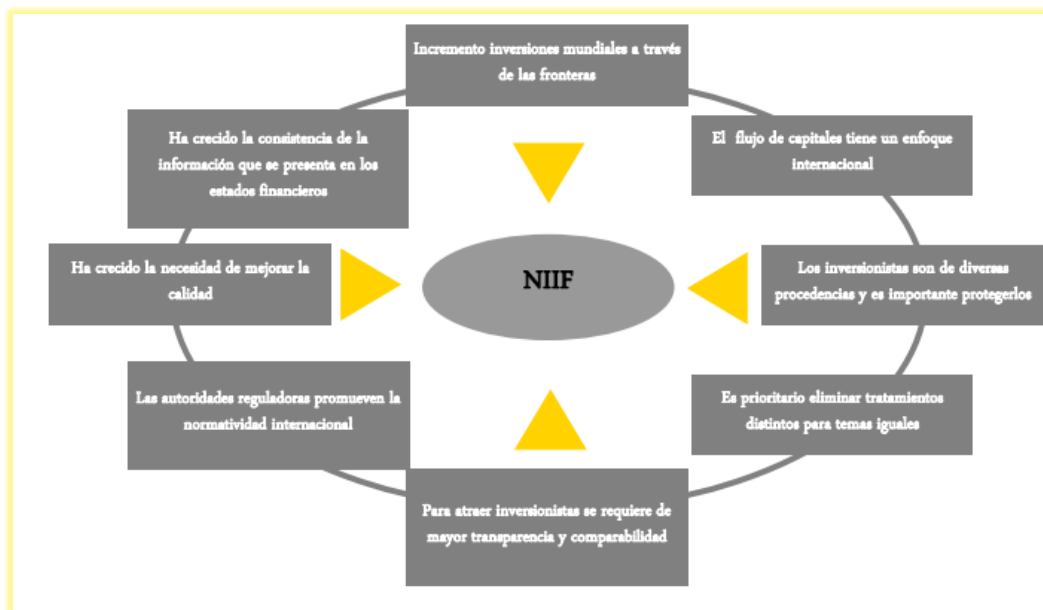 Incremento inversiones mundiales a través
de las fronteras
El flujo de capitales tiene un enfoque
internacional
Los inversionistas son de diversas
procedencias y es importante protegerlos
Es prioritario eliminar tratamientos
distintos para temas iguales
Para atraer inversionistas se requiere de
mayor transparencia y comparabilidad
Las autoridades reguladoras promueven la
normatividad internacional
Ha crecido la necesidad de mejorar la
calidad
Ha crecido la consistencia de la
información que se presenta en los
estados financieros
NIIF